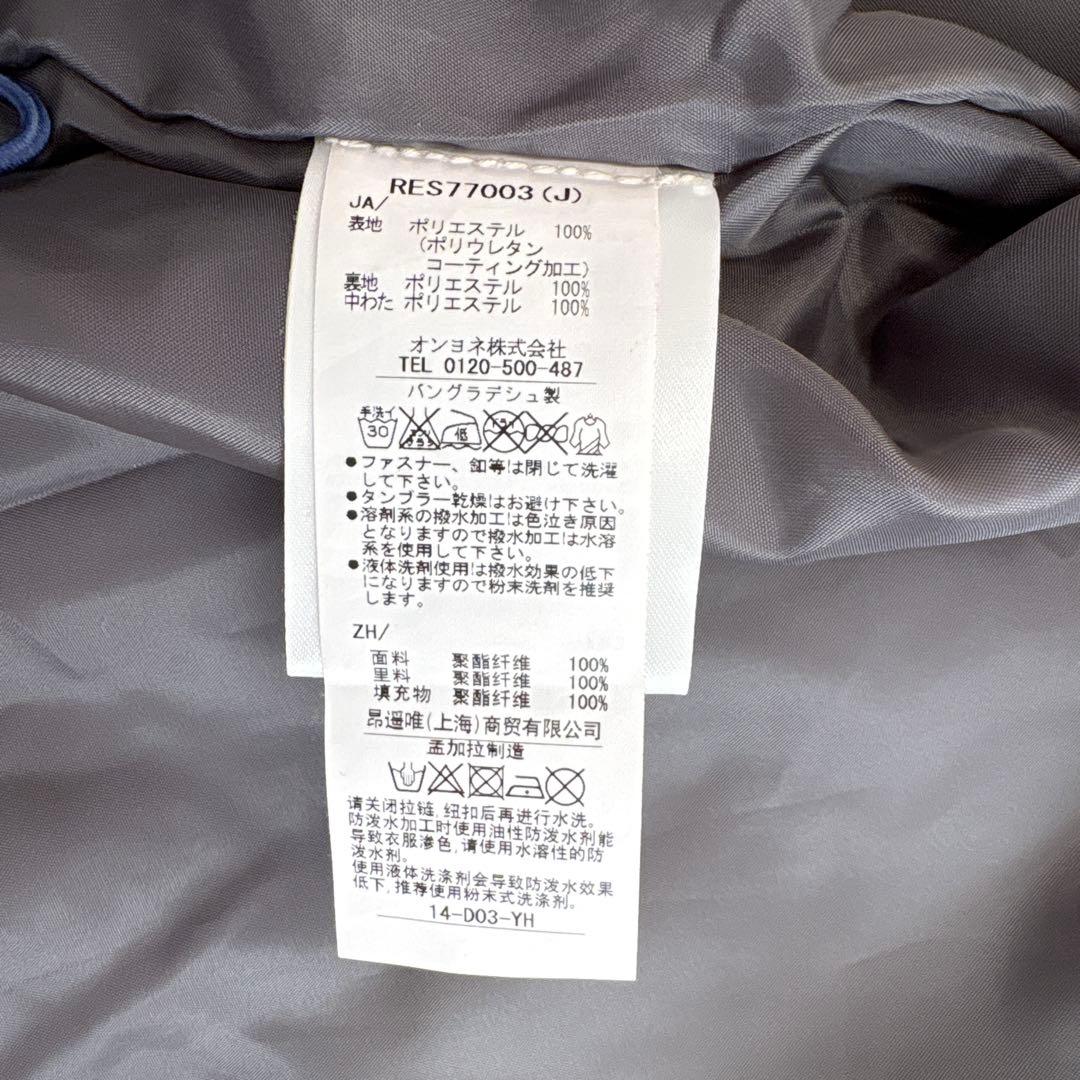 RES77003(J)
JA/
表地 ポリエステル 100%
(ポリウレタン
コーティング加工)
裏地 ポリエステル 100%
中わた ポリエステル 100%
オンヨネ株式会社
TEL 0120-500-487
バングラデシュ製
手洗イ
30 低
●ファスナー、釦等は閉じて洗濯
して下さい。
●タンブラー乾燥はお避け下さい。
●溶剤系の撥水加工は色泣き原因
となりますので撥水加工は水溶
系を使用して下さい。
●液体洗剤使用は撥水効果の低下
になりますので粉末洗剤を推奨
します。
ZH/
面料 聚酯纤维 100%
里料 聚酯纤维 100%
填充物 聚酯纤维 100%
昂遥唯(上海)商贸有限公司
孟加拉制造
请关闭拉链,纽扣后再进行水洗。
防泼水加工时使用油性防泼水剂能
导致衣服渗色,请使用水溶性的防
泼水剂。
使用液体洗涤剂会导致防泼水效果
低下,推荐使用粉末式洗涤剂。
14-D03-YH